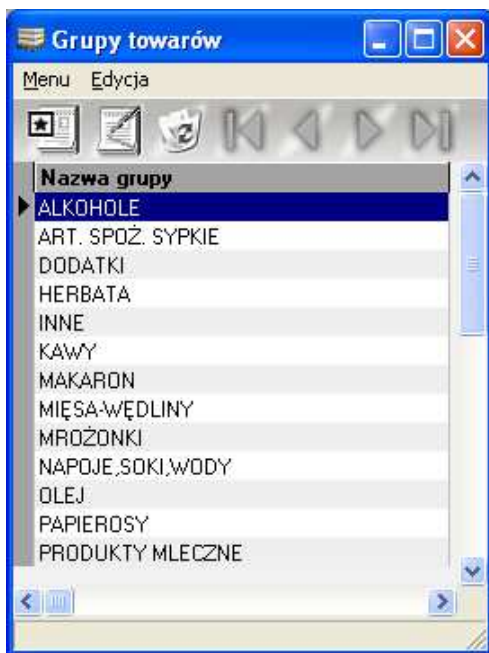 Grupy towarów
Menu Edycja
Nazwa grupy
ALKOHOLE
ART. SPOŻ. SYPKIE
DODATKI
HERBATA
INNE
KAWY
MAKARON
MIĘSA-WĘDLINY
MROŻONKI
NAPOJE,SOKI,WODY
OLEJ
PAPIEROSY
PRODUKTY MLECZNE